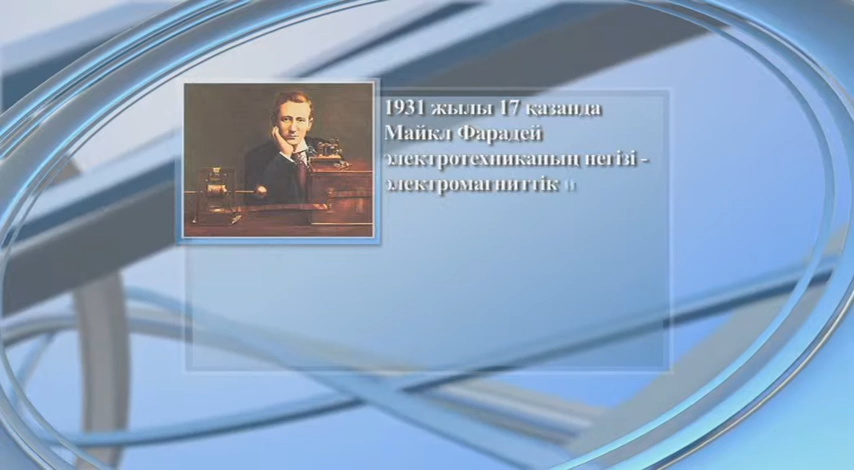 1931 жылы 17 қазанда
Майкл Фарадей
электротехниканың негізі -
электромагниттік